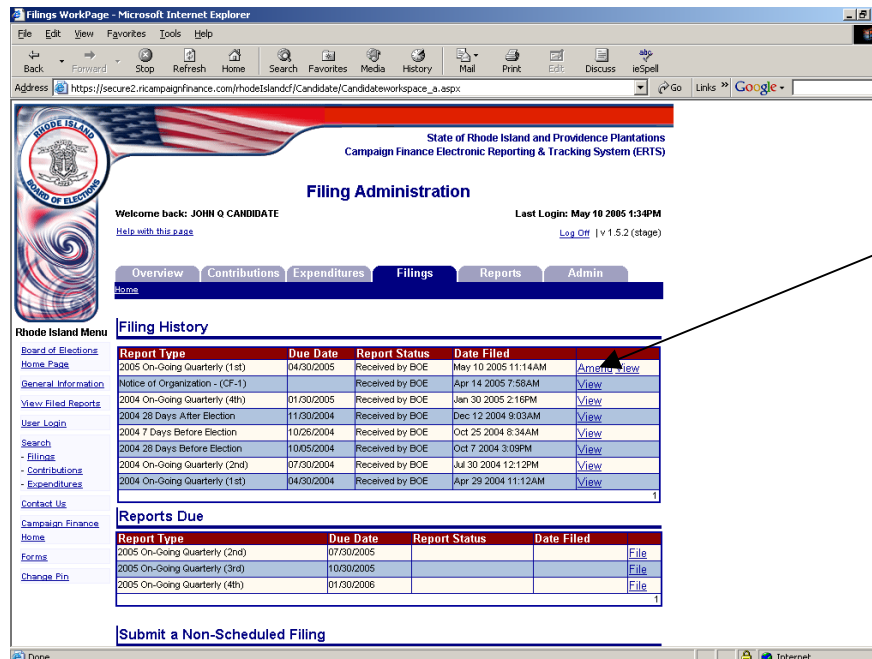 Filings WorkPage - Microsoft Internet Explorer
File Edit View Favorites Tools Help
Back Forward Stop Refresh Home Search Favorites Media History Mail Print Edit Discuss ieSpell
Address https://secure2.ricampaignfinance.com/rhodeIslandcf/Candidate/Candidateworkspace_a.aspx Go Links » Google
RHODE ISLAND
BOARD OF ELECTIONS
State of Rhode Island and Providence Plantations
Campaign Finance Electronic Reporting & Tracking System (ERTS)
Filing Administration
Welcome back: JOHN Q CANDIDATE Last Login: May 10 2005 1:34PM
Help with this page Log Off | v 1.5.2 (stage)
Overview Contributions Expenditures Filings Reports Admin
Home
Rhode Island Menu
Board of Elections
Home Page
General Information
View Filed Reports
User Login
Search
- Filings
- Contributions
- Expenditures
Contact Us
Campaign Finance
Home
Forms
Change Pin
Filing History
Report Type Due Date Report Status Date Filed
2005 On-Going Quarterly (1st) 04/30/2005 Received by BOE May 10 2005 11:14AM Amend View
Notice of Organization - (CF-1) Received by BOE Apr 14 2005 7:58AM View
2004 On-Going Quarterly (4th) 01/30/2005 Received by BOE Jan 30 2005 2:16PM View
2004 28 Days After Election 11/30/2004 Received by BOE Dec 12 2004 9:03AM View
2004 7 Days Before Election 10/26/2004 Received by BOE Oct 25 2004 8:34AM View
2004 28 Days Before Election 10/05/2004 Received by BOE Oct 7 2004 3:09PM View
2004 On-Going Quarterly (2nd) 07/30/2004 Received by BOE Jul 30 2004 12:12PM View
2004 On-Going Quarterly (1st) 04/30/2004 Received by BOE Apr 29 2004 11:12AM View
1
Reports Due
Report Type Due Date Report Status Date Filed
2005 On-Going Quarterly (2nd) 07/30/2005 File
2005 On-Going Quarterly (3rd) 10/30/2005 File
2005 On-Going Quarterly (4th) 01/30/2006 File
1
Submit a Non-Scheduled Filing
Done Internet